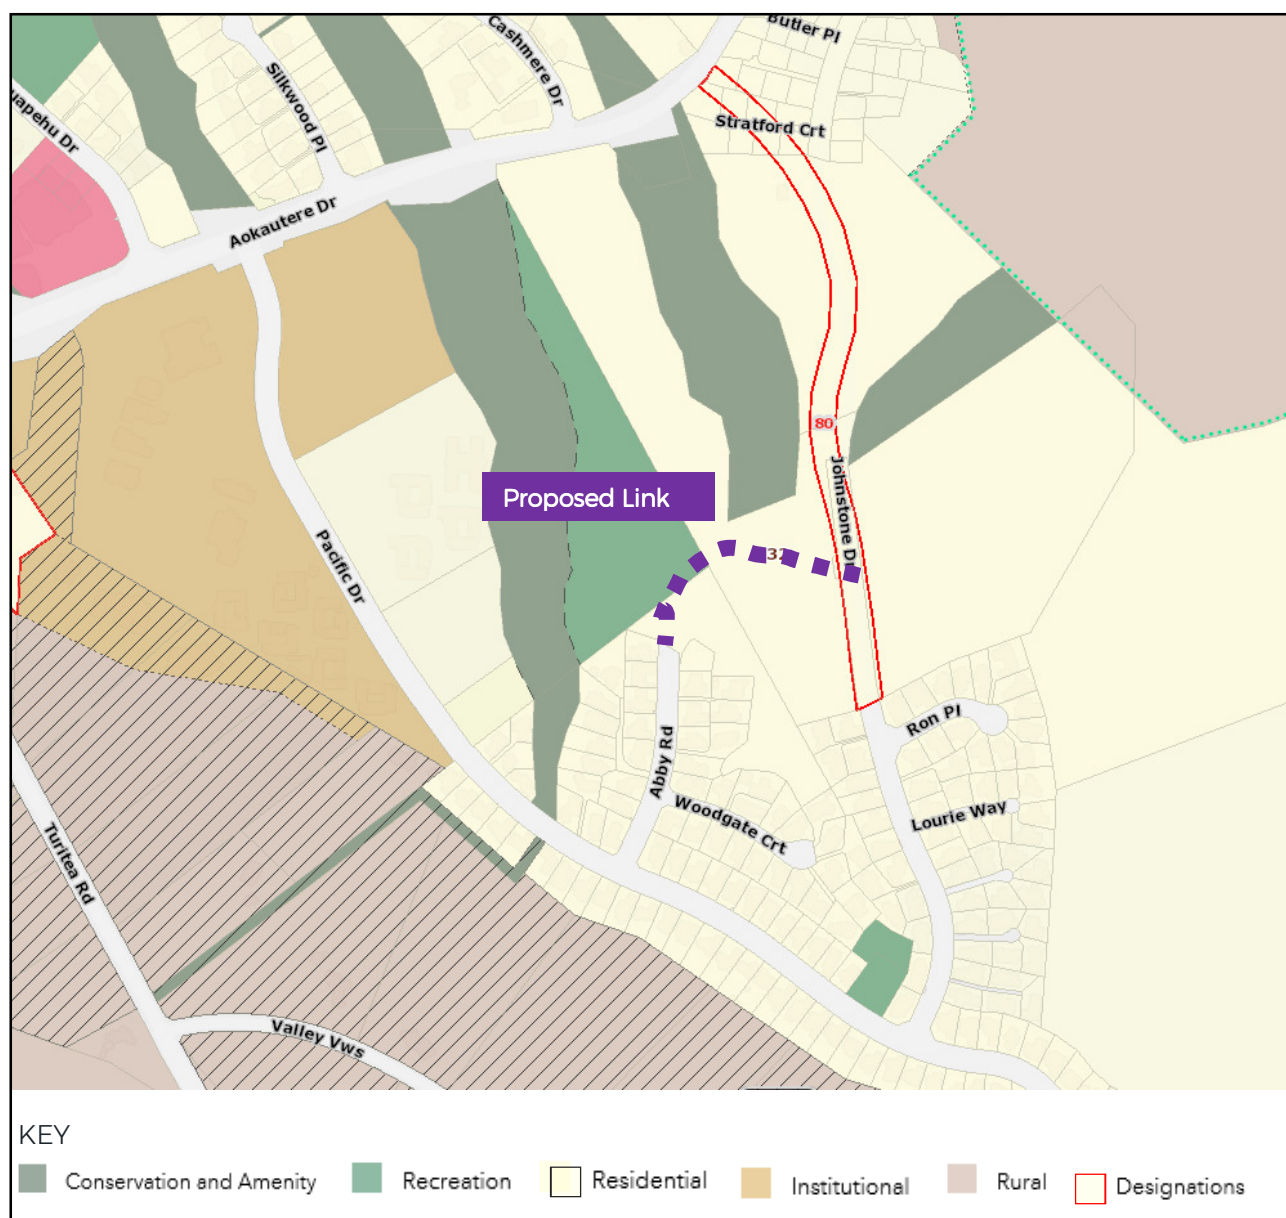 Butler Pl
Cashmere Dr
Silkwood Pl
uapehu Dr
Stratford Crt
Aokautere Dr
80
Proposed Link
Johnstone Dr
Pacific Dr
Ron Pl
Abby Rd
Woodgate Crt
Lourie Way
Turitea Rd
Valley Vws
KEY
Conservation and Amenity
Recreation
Residential
Institutional
Rural
Designations